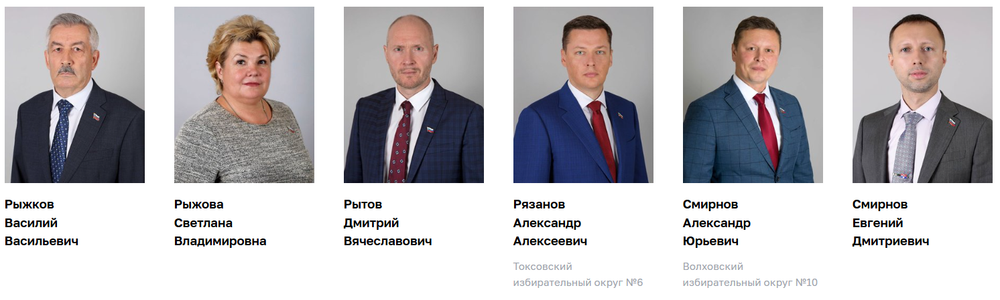 Рыжков
Василий
Васильевич
Рыжова
Светлана
Владимировна
Рытов
Дмитрий
Вячеславович
Рязанов
Александр
Алексеевич
Токсовский
избирательный округ №6
Смирнов
Александр
Юрьевич
Волховский
избирательный округ №10
Смирнов
Евгений
Дмитриевич